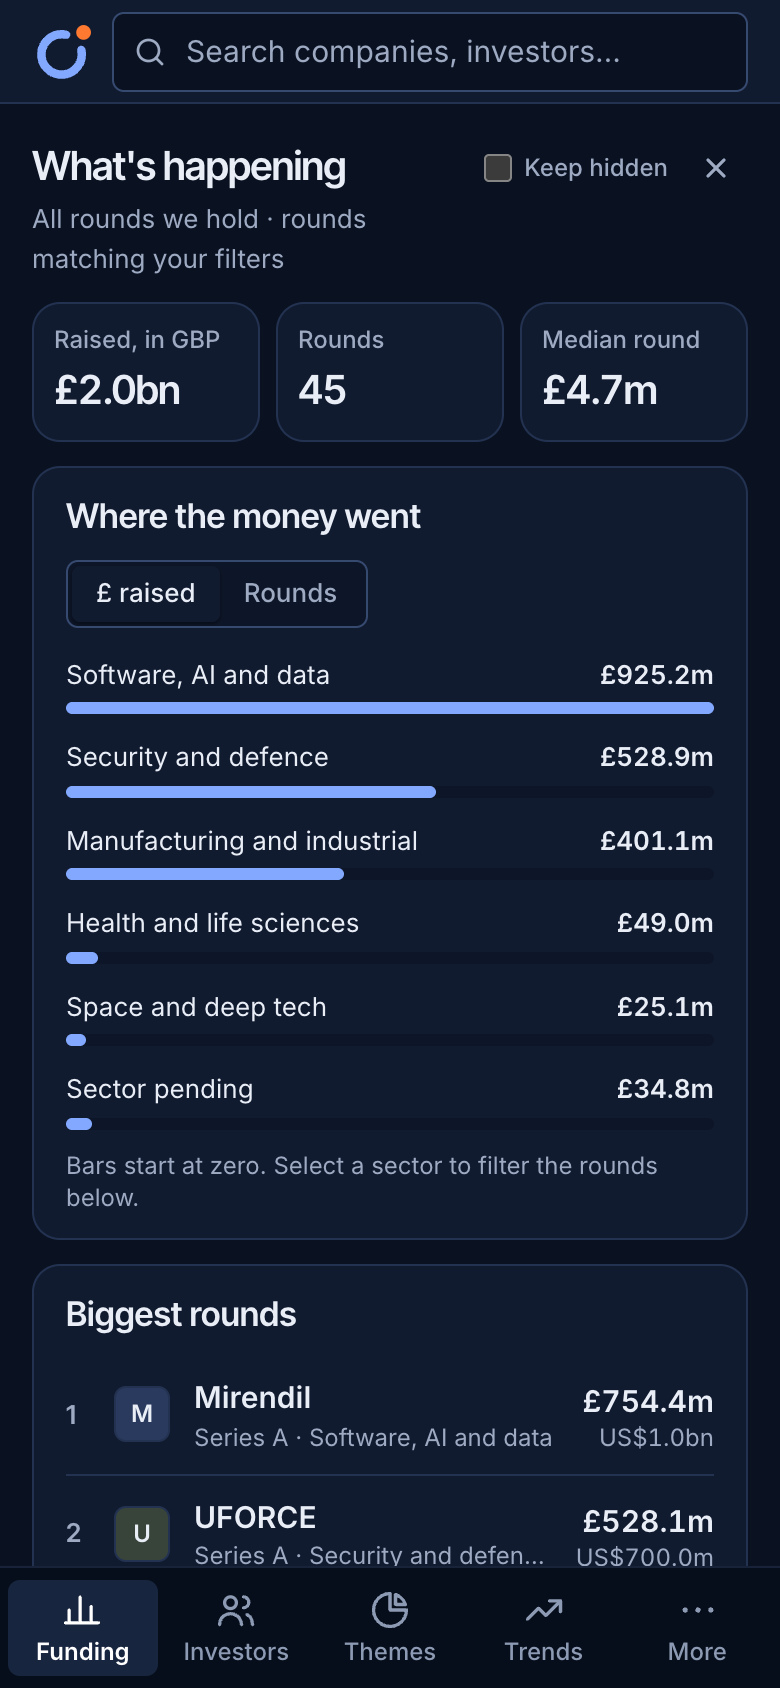 Search companies, investors...
What's happening
Keep hidden
All rounds we hold · rounds
matching your filters
Raised, in GBP
£2.0bn
Rounds
45
Median round
£4.7m
Where the money went
£ raised
Rounds
Software, AI and data
£925.2m
Security and defence
£528.9m
Manufacturing and industrial
£401.1m
Health and life sciences
£49.0m
Space and deep tech
£25.1m
Sector pending
£34.8m
Bars start at zero. Select a sector to filter the rounds
below.
Biggest rounds
1
M
Mirendil
£754.4m
Series A · Software, AI and data
US$1.0bn
2
U
UFORCE
£528.1m
Series A · Security and defen...
US$700.0m
Funding
Investors
Themes
Trends
More